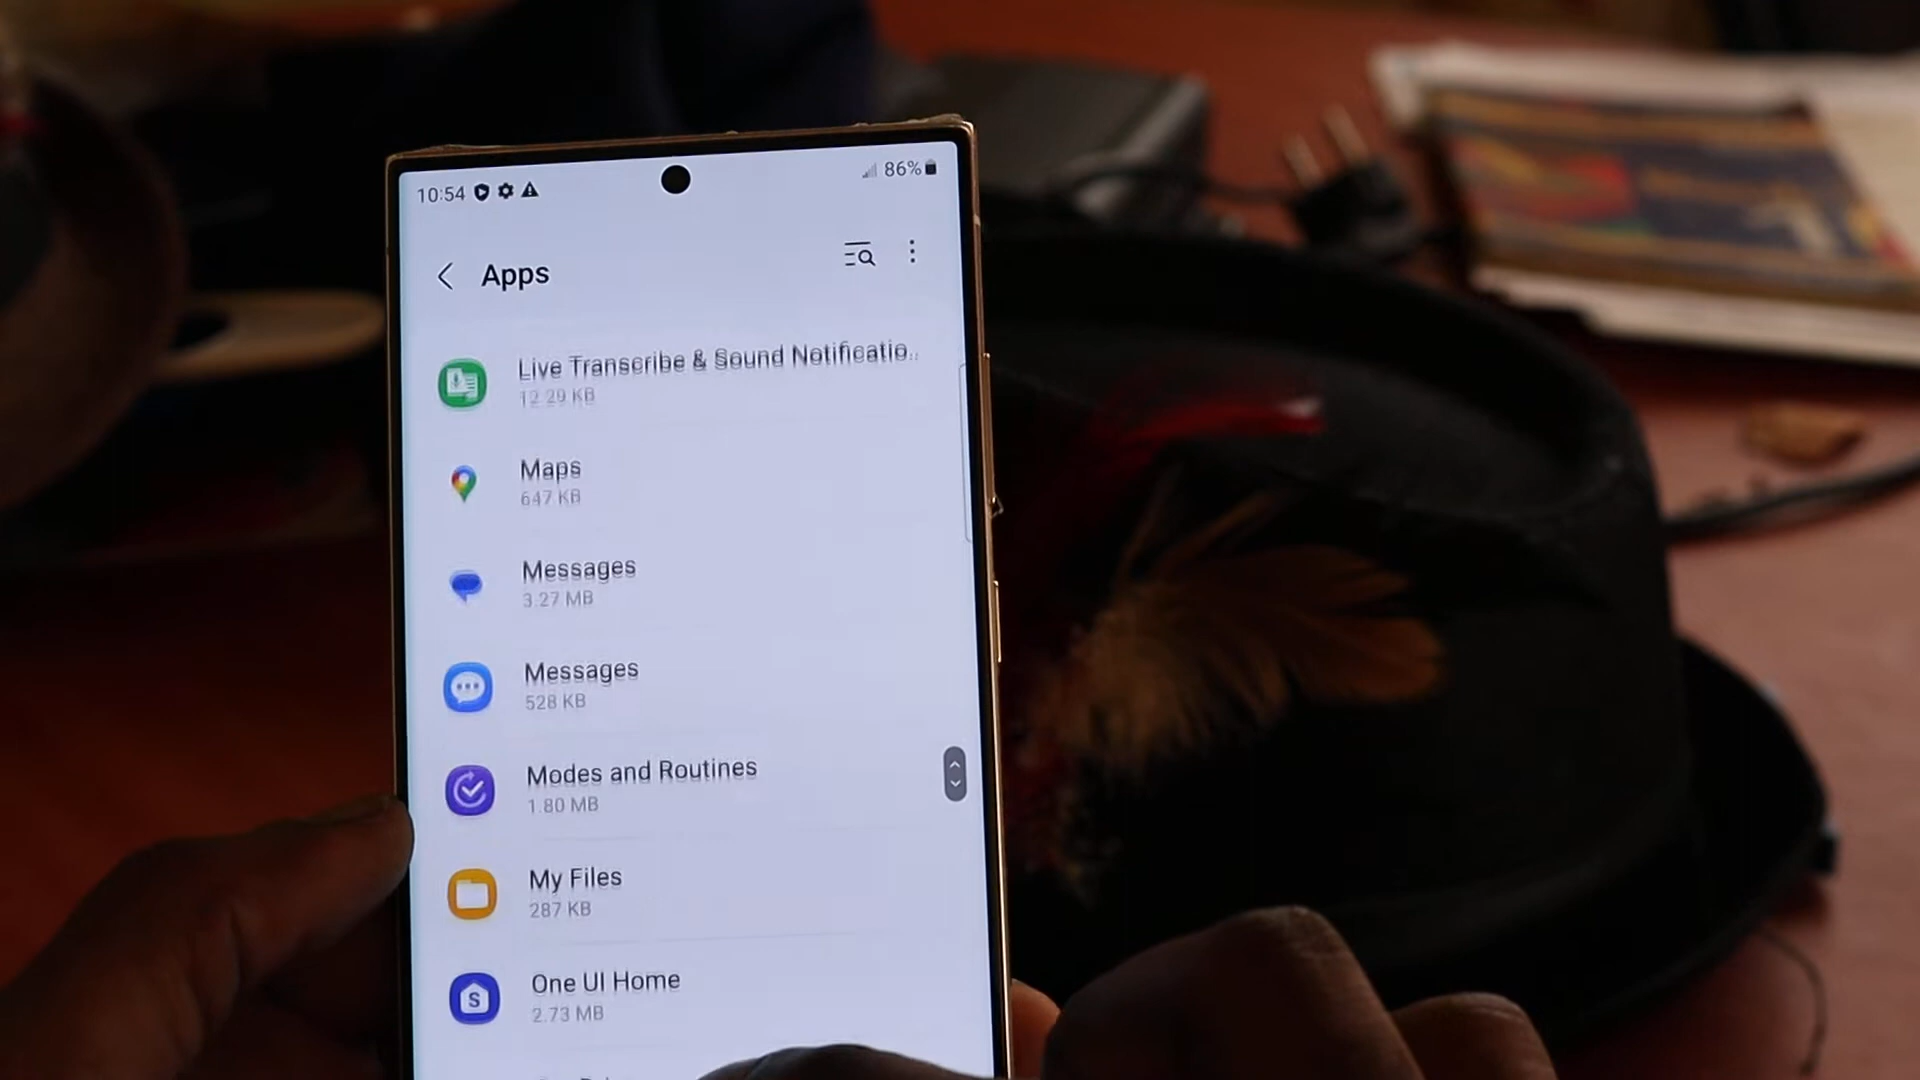 10:54
86%
Apps
Live Transcribe & Sound Notificatio..
12.29 KB
Maps
647 KB
Messages
3.27 MB
Messages
528 KB
Modes and Routines
1.80 MB
My Files
287 KB
S
One UI Home
2.73 MB